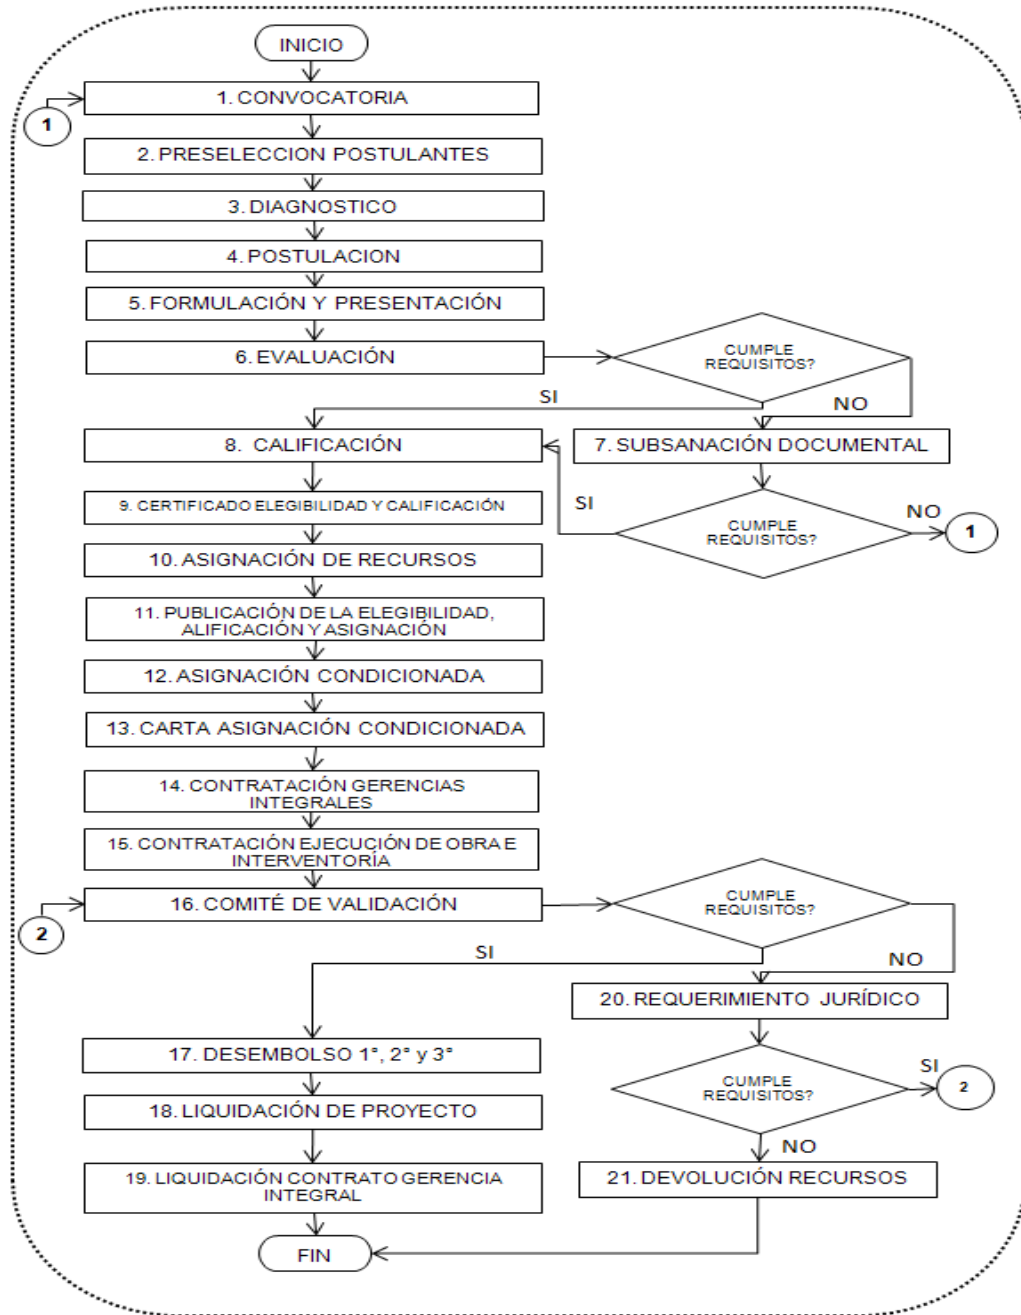 INICIO
1. CONVOCATORIA
1
2. PRESELECCION POSTULANTES
3. DIAGNOSTICO
4. POSTULACION
5. FORMULACIÓN Y PRESENTACIÓN
6. EVALUACIÓN
CUMPLE
REQUISITOS?
SI
NO
8. CALIFICACIÓN
7. SUBSANACIÓN DOCUMENTAL
9. CERTIFICADO ELEGIBILIDAD Y CALIFICACIÓN
SI
CUMPLE
REQUISITOS?
NO
1
10. ASIGNACIÓN DE RECURSOS
11. PUBLICACIÓN DE LA ELEGIBILIDAD,
ALIFICACIÓN Y ASIGNACIÓN
12. ASIGNACIÓN CONDICIONADA
13. CARTA ASIGNACIÓN CONDICIONADA
14. CONTRATACIÓN GERENCIAS
INTEGRALES
15. CONTRATACIÓN EJECUCIÓN DE OBRA E
INTERVENTORÍA
16. COMITÉ DE VALIDACIÓN
2
CUMPLE
REQUISITOS?
SI
NO
20. REQUERIMIENTO JURÍDICO
17. DESEMBOLSO 1°, 2° y 3°
CUMPLE
REQUISITOS?
SI
2
18. LIQUIDACIÓN DE PROYECTO
NO
19. LIQUIDACIÓN CONTRATO GERENCIA
INTEGRAL
21. DEVOLUCIÓN RECURSOS
FIN